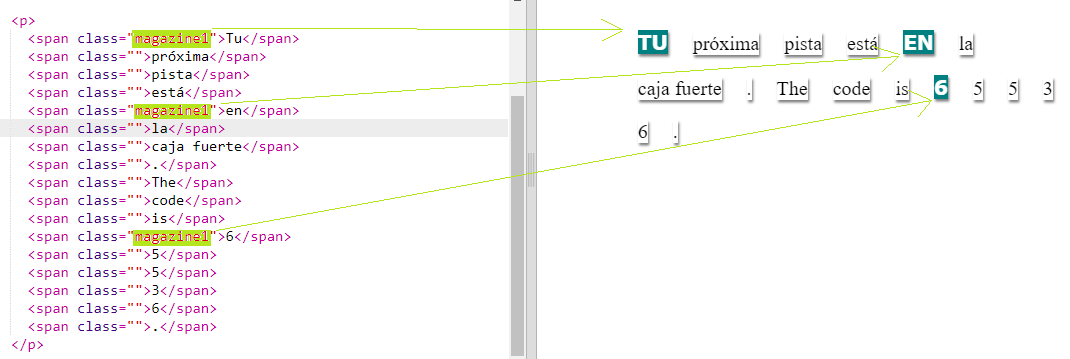 <p>
<span class="magazine1">Tu</span>
<span class="">próxima</span>
<span class="">pista</span>
<span class="">está</span>
<span class="magazine1">en</span>
<span class="">la</span>
<span class="">caja fuerte</span>
<span class="">.</span>
<span class="">The</span>
<span class="">code</span>
<span class="">is</span>
<span class="magazine1">6</span>
<span class="">5</span>
<span class="">5</span>
<span class="">3</span>
<span class="">6</span>
<span class="">.</span>
</p>
TU próxima pista está EN la
caja fuerte . The code is 6 5 5 3
6 .